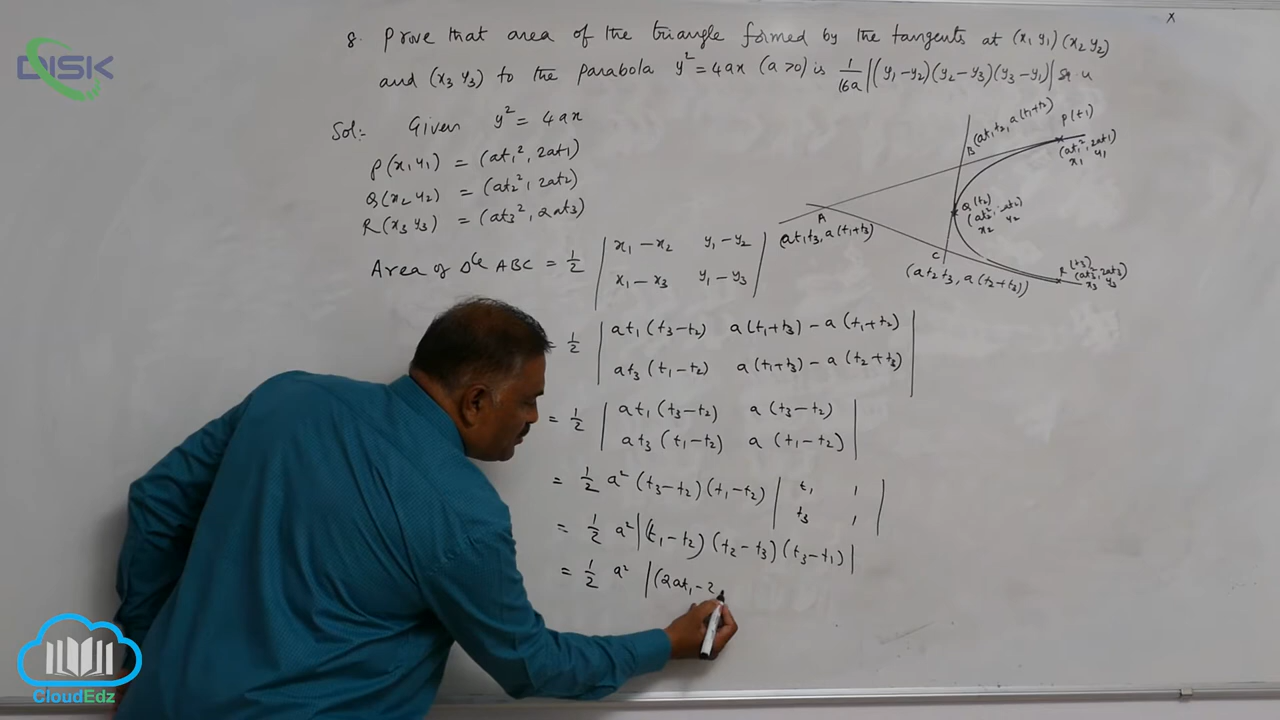 DISK
x
8. Prove that area of the triangle formed by the tangents at (x₁ y₁) (x₂ y₂)
and (x₃ y₃) to the parabola y² = 4ax (a > 0) is 1/16a |(y₁-y₂)(y₂-y₃)(y₃-y₁)| sq.u
Sol: Given y² = 4ax
P(x₁ y₁) = (at₁², 2at₁)
Q(x₂ y₂) = (at₂², 2at₂)
R(x₃ y₃) = (at₃², 2at₃)
B (at₁t₂, a(t₁+t₂)
P(t₁)
(at₁², 2at₁)
x₁ y₁
Q(t₂)
(at₂², 2at₂)
x₂ y₂
A
(at₁t₃, a(t₁+t₃)
C
(at₂t₃, a(t₂+t₃))
R (t₃)
(at₃², 2at₃)
x₃ y₃
Area of Δle ABC = 1/2 | x₁-x₂ y₁-y₂ |
| x₁-x₃ y₁-y₃ |
= 1/2 | at₁(t₃-t₂) a(t₁+t₃) - a(t₁+t₂) |
| at₃(t₁-t₂) a(t₁+t₃) - a(t₂+t₃) |
= 1/2 | at₁(t₃-t₂) a(t₃-t₂) |
| at₃(t₁-t₂) a(t₁-t₂) |
= 1/2 a² (t₃-t₂)(t₁-t₂) | t₁ 1 |
| t₃ 1 |
= 1/2 a² |(t₁-t₂)(t₂-t₃)(t₃-t₁)|
= 1/2 a² |(2at₁-2
CloudEdz